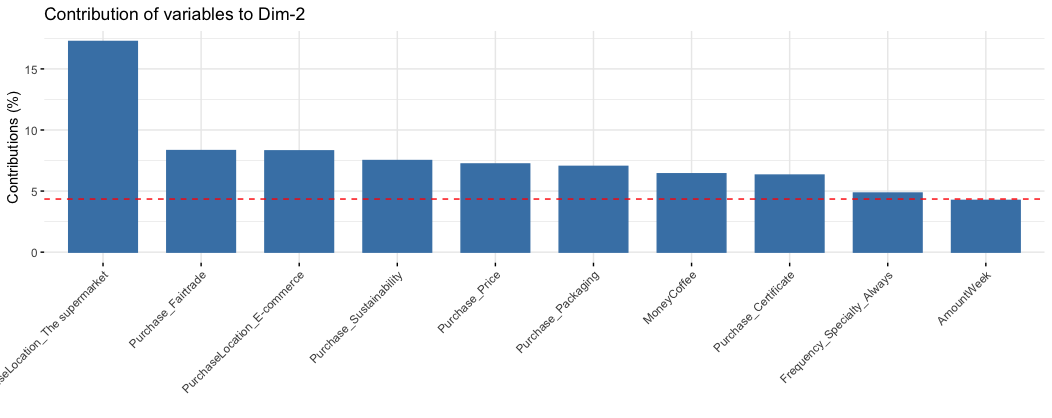 Contribution of variables to Dim-2
Contributions (%)
15
10
5
0
seLocation_The supermarket
Purchase_Fairtrade
PurchaseLocation_E-commerce
Purchase_Sustainability
Purchase_Price
Purchase_Packaging
MoneyCoffee
Purchase_Certificate
Frequency_Specialty_Always
AmountWeek